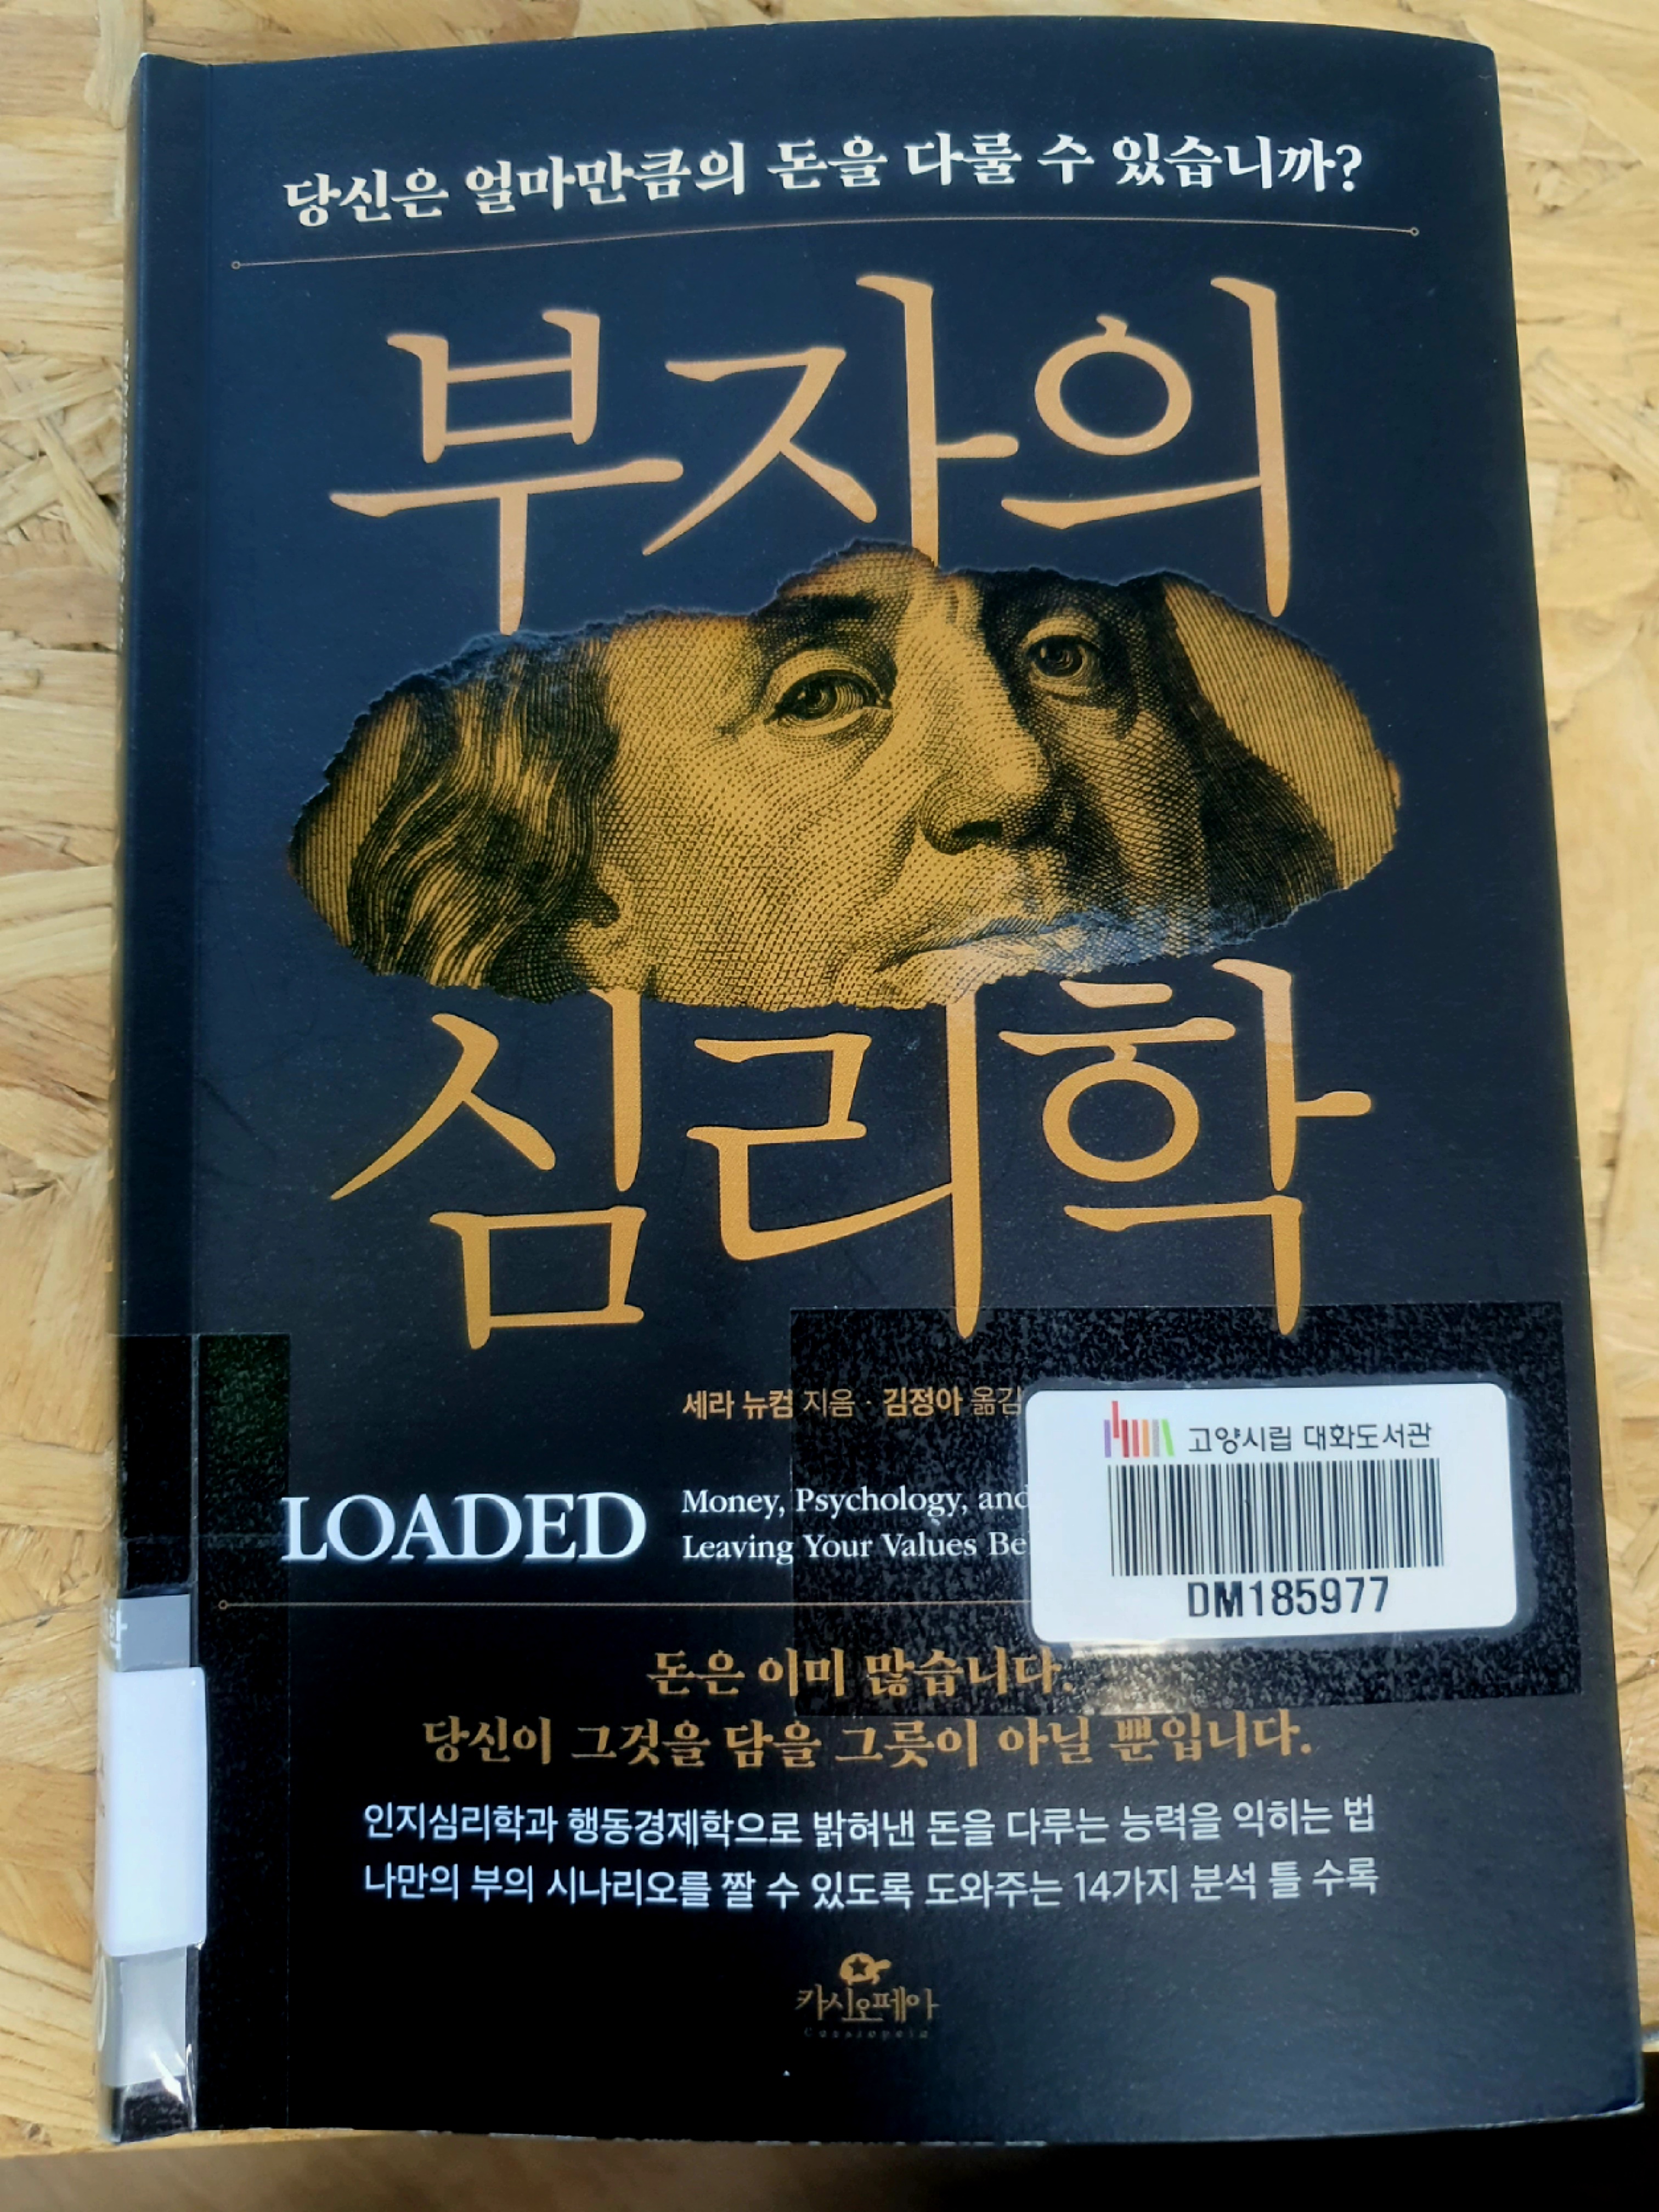 당신은 얼마만큼의 돈을 다룰 수 있습니까?
부자의
심리학
세라 뉴컴 지음 · 김정아 옮김
고양시립 대화도서관
DM185977
LOADED
Money, Psychology, and
Leaving Your Values Be
돈은 이미 많습니다.
당신이 그것을 담을 그릇이 아닐 뿐입니다.
인지심리학과 행동경제학으로 밝혀낸 돈을 다루는 능력을 익히는 법
나만의 부의 시나리오를 짤 수 있도록 도와주는 14가지 분석 틀 수록
카시오페아
Cassiopeia